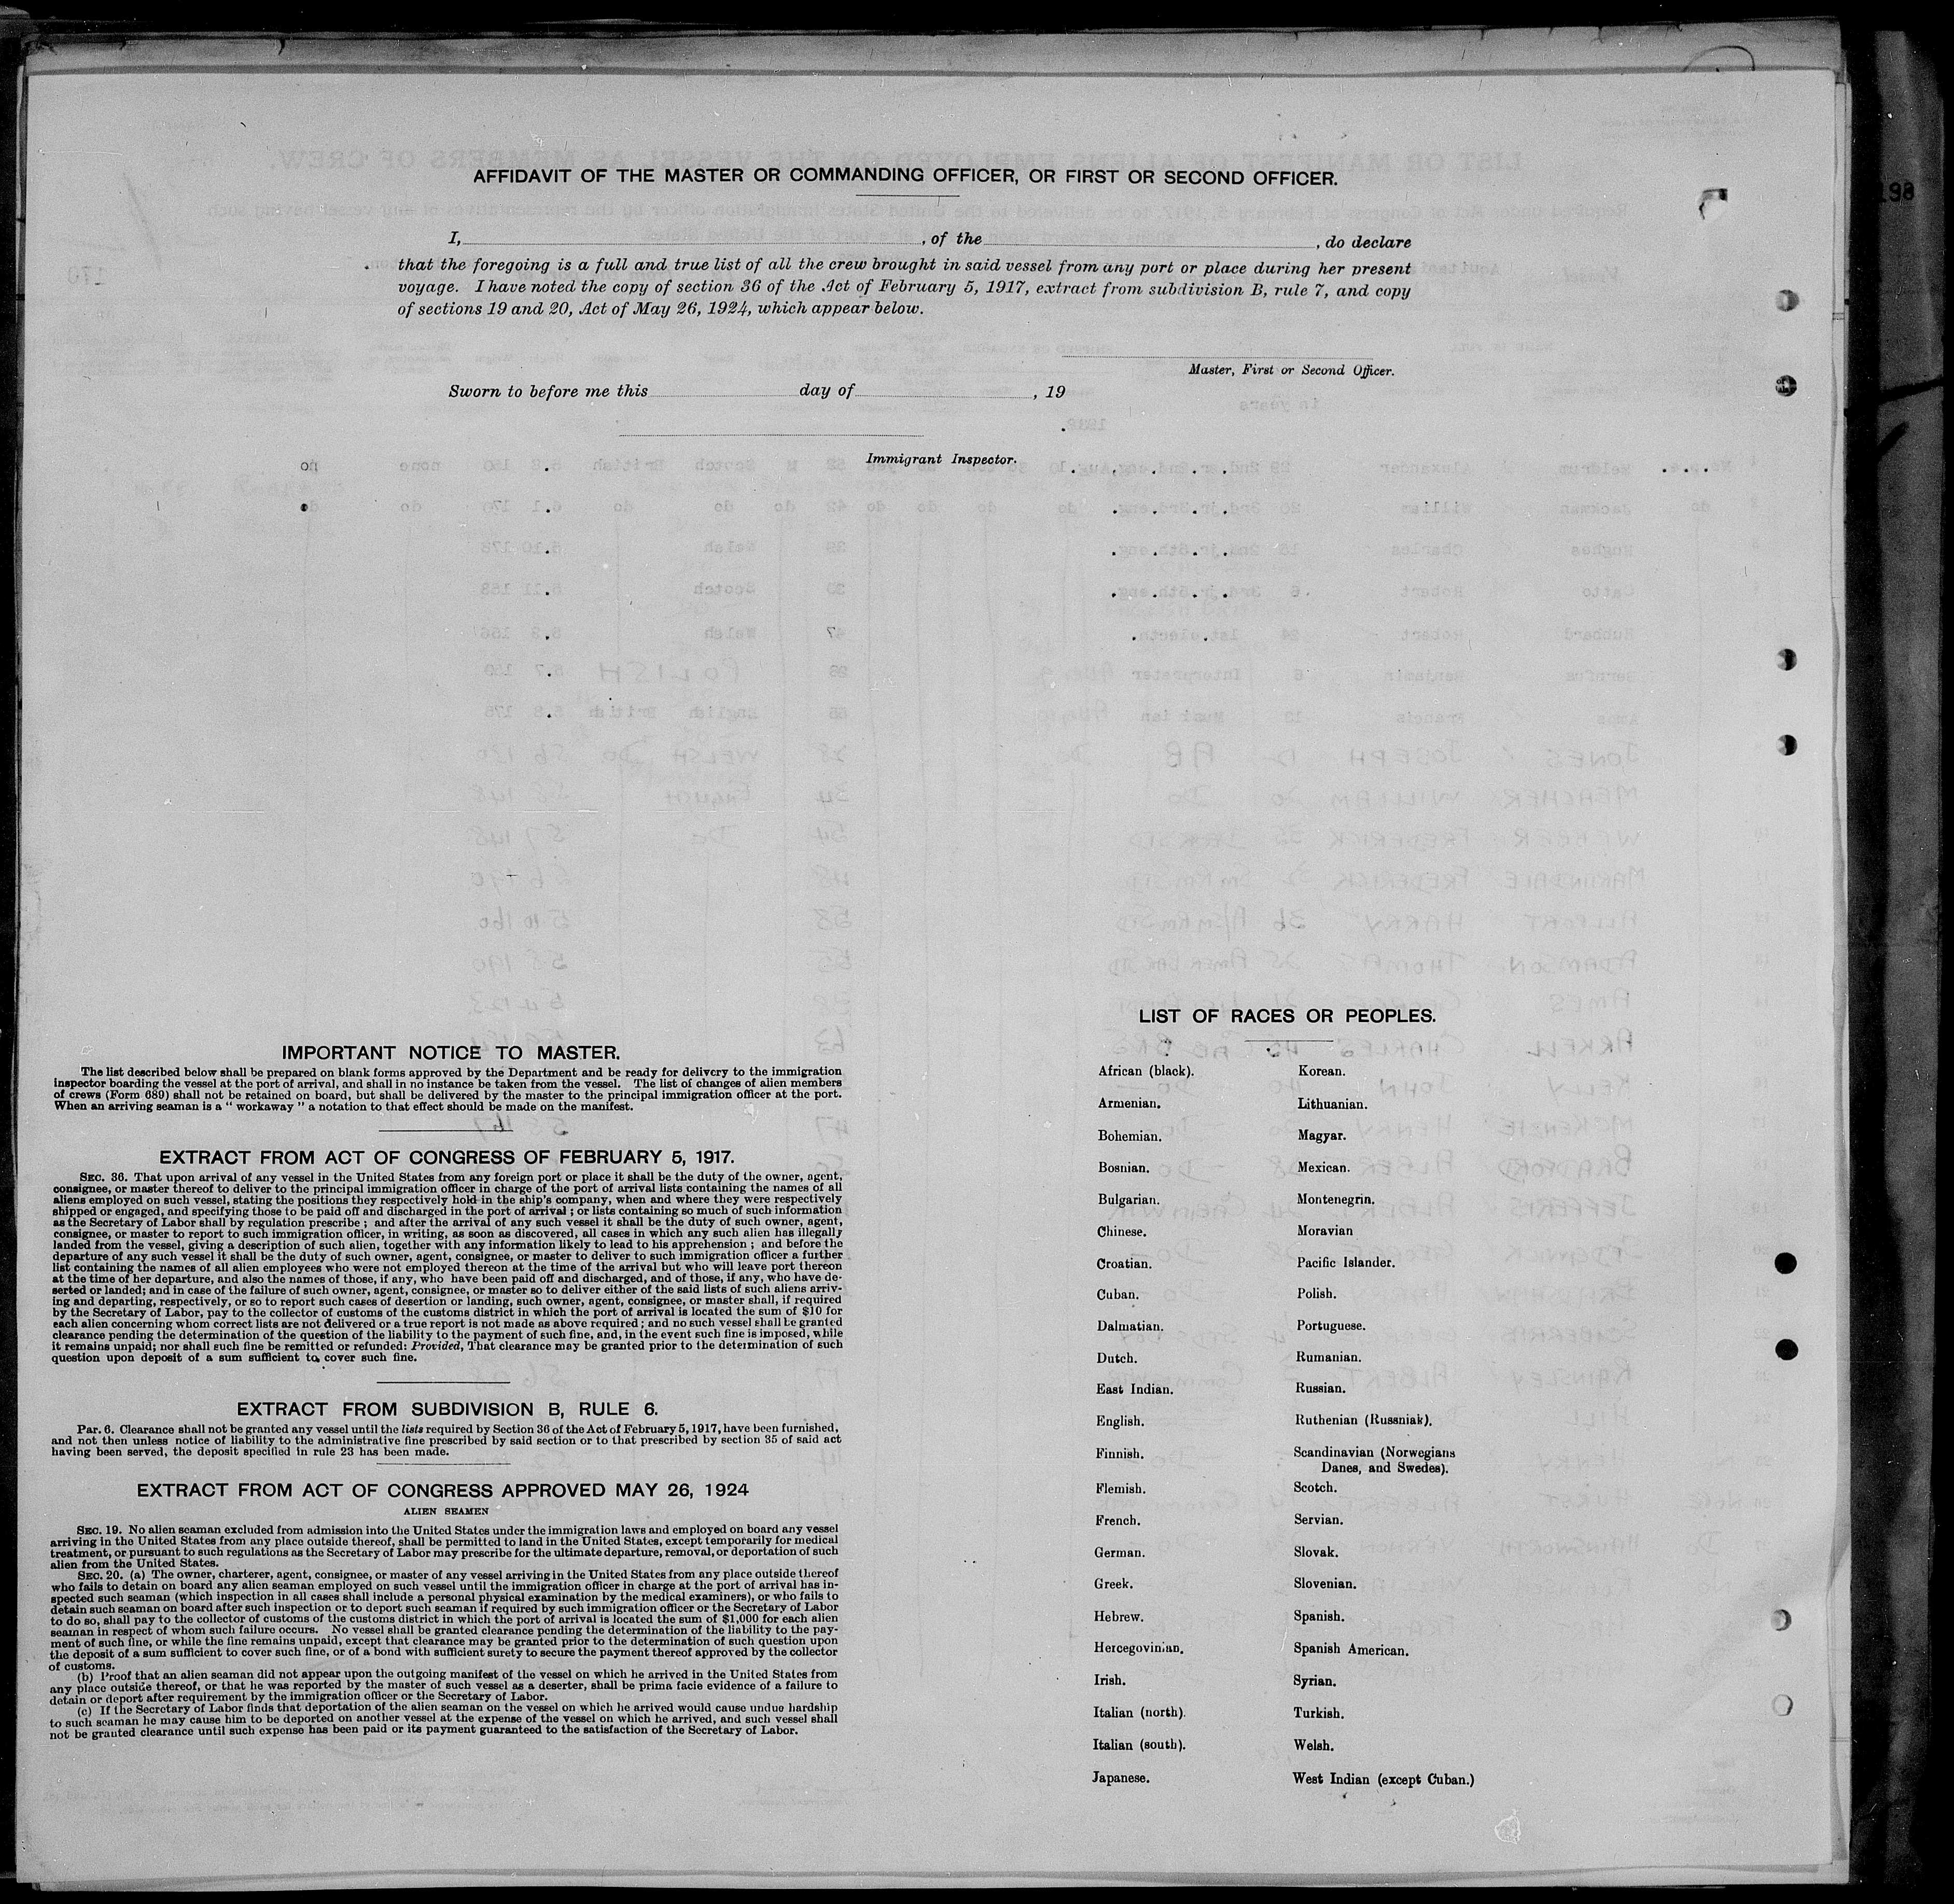 AFFIDAVIT OF THE MASTER OR COMMANDING OFFICER, OR FIRST OR SECOND OFFICER.
I, , of the , do declare
that the foregoing is a full and true list of all the crew brought in said vessel from any port or place during her present
voyage. I have noted the copy of section 36 of the Act of February 5, 1917, extract from subdivision B, rule 7, and copy
of sections 19 and 20, Act of May 26, 1924, which appear below.
Master, First or Second Officer.
Sworn to before me this day of , 19
Immigrant Inspector.
IMPORTANT NOTICE TO MASTER.
The list described below shall be prepared on blank forms approved by the Department and be ready for delivery to the immigration
inspector boarding the vessel at the port of arrival, and shall in no instance be taken from the vessel. The list of changes of alien members
of crews (Form 689) shall not be retained on board, but shall be delivered by the master to the principal immigration officer at the port.
When an arriving seaman is a “ workaway ” a notation to that effect should be made on the manifest.
EXTRACT FROM ACT OF CONGRESS OF FEBRUARY 5, 1917.
SEC. 36. That upon arrival of any vessel in the United States from any foreign port or place it shall be the duty of the owner, agent,
consignee, or master thereof to deliver to the principal immigration officer in charge of the port of arrival lists containing the names of all
aliens employed on such vessel, stating the positions they respectively hold in the ship's company, when and where they were respectively
shipped or engaged, and specifying those to be paid off and discharged in the port of arrival ; or lists containing so much of such information
as the Secretary of Labor shall by regulation prescribe ; and after the arrival of any such vessel it shall be the duty of such owner, agent,
consignee, or master to report to such immigration officer, in writing, as soon as discovered, all cases in which any such alien has illegally
landed from the vessel, giving a description of such alien, together with any information likely to lead to his apprehension ; and before the
departure of any such vessel it shall be the duty of such owner, agent, consignee, or master to deliver to such immigration officer a further
list containing the names of all alien employees who were not employed thereon at the time of the arrival but who will leave port thereon
at the time of her departure, and also the names of those, if any, who have been paid off and discharged, and of those, if any, who have de-
serted or landed; and in case of the failure of such owner, agent, consignee, or master so to deliver either of the said lists of such aliens arriv-
ing and departing, respectively, or so to report such cases of desertion or landing, such owner, agent, consignee, or master shall, if required
by the Secretary of Labor, pay to the collector of customs of the customs district in which the port of arrival is located the sum of $10 for
each alien concerning whom correct lists are not delivered or a true report is not made as above required ; and no such vessel shall be granted
clearance pending the determination of the question of the liability to the payment of such fine, and, in the event such fine is imposed, while
it remains unpaid; nor shall such fine be remitted or refunded: Provided, That clearance may be granted prior to the determination of such
question upon deposit of a sum sufficient to cover such fine.
EXTRACT FROM SUBDIVISION B, RULE 6.
Par. 6. Clearance shall not be granted any vessel until the lists required by Section 36 of the Act of February 5, 1917, have been furnished,
and not then unless notice of liability to the administrative fine prescribed by said section or to that prescribed by section 35 of said act
having been served, the deposit specified in rule 23 has been made.
EXTRACT FROM ACT OF CONGRESS APPROVED MAY 26, 1924
ALIEN SEAMEN
SEC. 19. No alien seaman excluded from admission into the United States under the immigration laws and employed on board any vessel
arriving in the United States from any place outside thereof, shall be permitted to land in the United States, except temporarily for medical
treatment, or pursuant to such regulations as the Secretary of Labor may prescribe for the ultimate departure, removal, or deportation of such
alien from the United States.
SEC. 20. (a) The owner, charterer, agent, consignee, or master of any vessel arriving in the United States from any place outside thereof
who fails to detain on board any alien seaman employed on such vessel until the immigration officer in charge at the port of arrival has in-
spected such seaman (which inspection in all cases shall include a personal physical examination by the medical examiners), or who fails to
detain such seaman on board after such inspection or to deport such seaman if required by such immigration officer or the Secretary of Labor
to do so, shall pay to the collector of customs of the customs district in which the port of arrival is located the sum of $1,000 for each alien
seaman in respect of whom such failure occurs. No vessel shall be granted clearance pending the determination of the liability to the pay-
ment of such fine, or while the fine remains unpaid, except that clearance may be granted prior to the determination of such question upon
the deposit of a sum sufficient to cover such fine, or of a bond with sufficient surety to secure the payment thereof approved by the collector
of customs.
(b) Proof that an alien seaman did not appear upon the outgoing manifest of the vessel on which he arrived in the United States from
any place outside thereof, or that he was reported by the master of such vessel as a deserter, shall be prima facie evidence of a failure to
detain or deport after requirement by the immigration officer or the Secretary of Labor.
(c) If the Secretary of Labor finds that deportation of the alien seaman on the vessel on which he arrived would cause undue hardship
to such seaman he may cause him to be deported on another vessel at the expense of the vessel on which he arrived, and such vessel shall
not be granted clearance until such expense has been paid or its payment guaranteed to the satisfaction of the Secretary of Labor.
LIST OF RACES OR PEOPLES.
African (black). Korean.
Armenian. Lithuanian.
Bohemian. Magyar.
Bosnian. Mexican.
Bulgarian. Montenegrin.
Chinese. Moravian
Croatian. Pacific Islander.
Cuban. Polish.
Dalmatian. Portuguese.
Dutch. Rumanian.
East Indian. Russian.
English. Ruthenian (Russniak).
Finnish. Scandinavian (Norwegians
Danes, and Swedes).
Flemish. Scotch.
French. Servian.
German. Slovak.
Greek. Slovenian.
Hebrew. Spanish.
Hercegovinian. Spanish American.
Irish. Syrian.
Italian (north). Turkish.
Italian (south). Welsh.
Japanese. West Indian (except Cuban.)